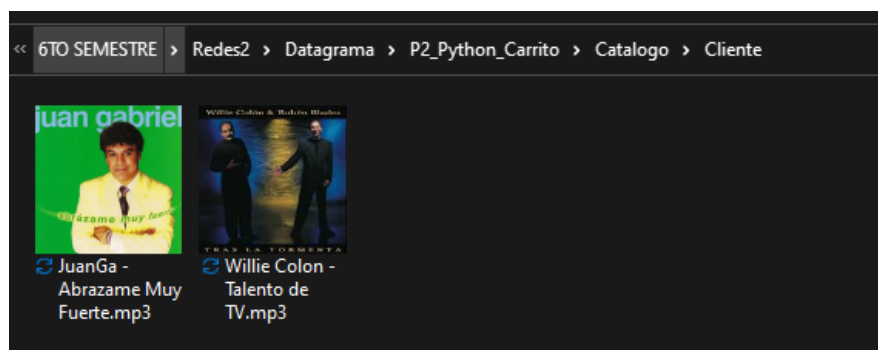 « 6TO SEMESTRE > Redes2 > Datagrama > P2_Python_Carrito > Catalogo > Cliente
juan gabriel
abrázame muy fuerte
Willie Colón & Rubén Blades
TRAS LA TORMENTA
JuanGa -
Abrazame Muy
Fuerte.mp3
Willie Colon -
Talento de
TV.mp3